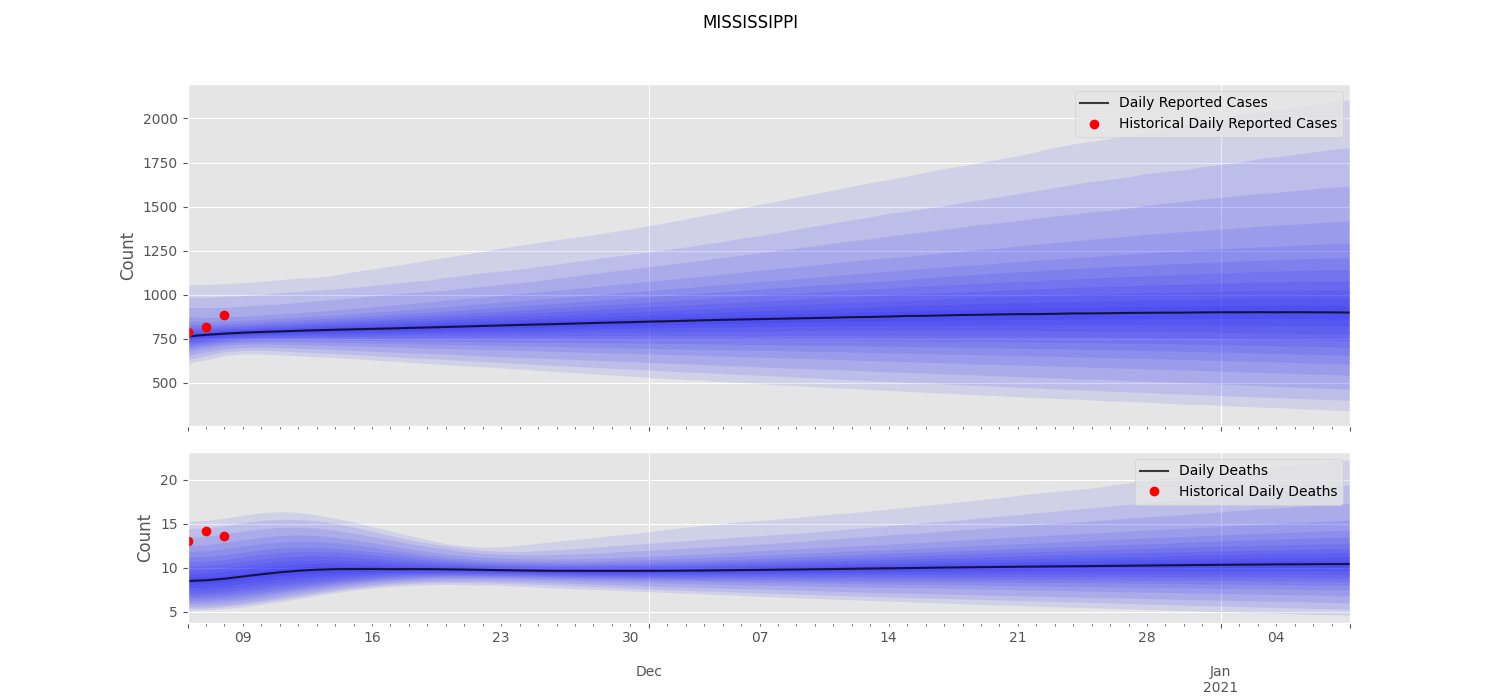 MISSISSIPPI
Daily Reported Cases
Historical Daily Reported Cases
2000
1750
1500
1250
1000
750
500
Count
Daily Deaths
Historical Daily Deaths
20
15
10
5
Count
09 16 23 30 07 14 21 28 04
Dec Jan
2021